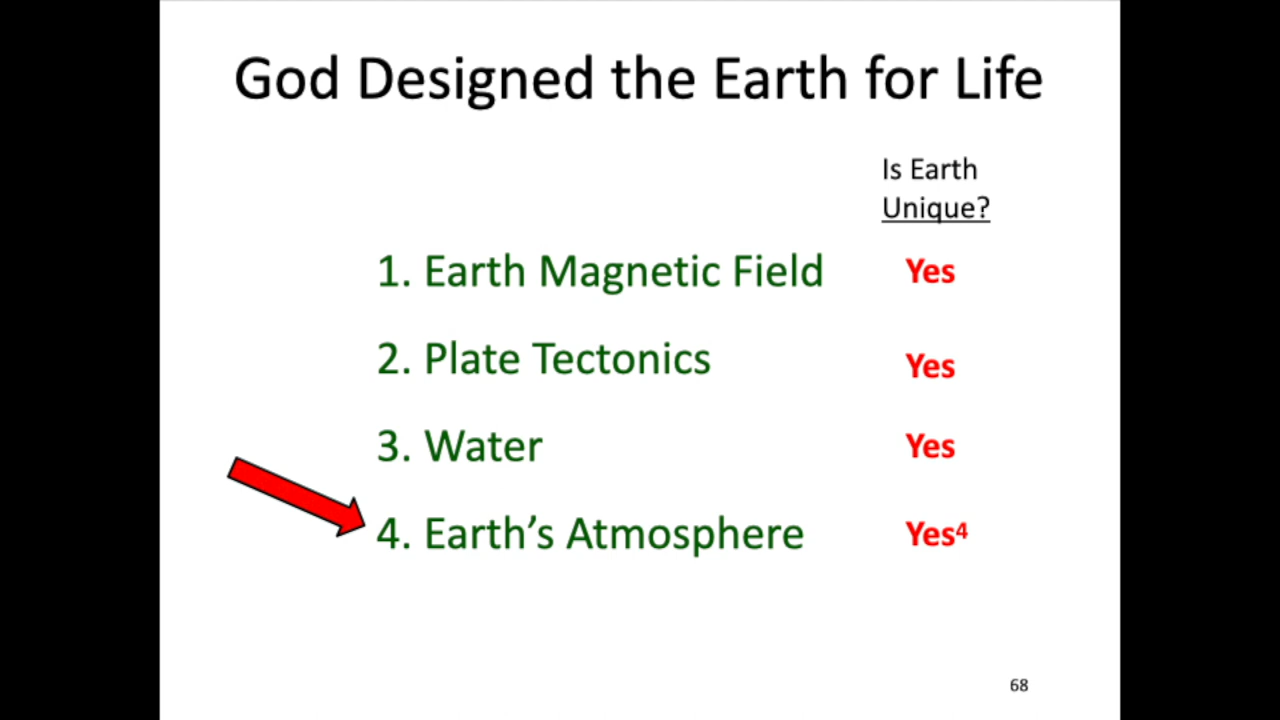 God Designed the Earth for Life
Is Earth
Unique?
1. Earth Magnetic Field Yes
2. Plate Tectonics Yes
3. Water Yes
4. Earth’s Atmosphere Yes⁴
68